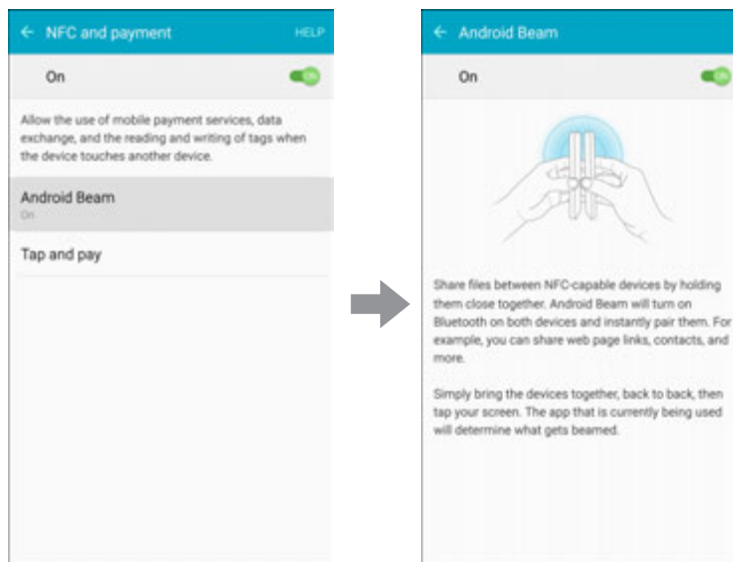 NFC and payment HELP
On ON
Allow the use of mobile payment services, data
exchange, and the reading and writing of tags when
the device touches another device.
Android Beam
On
Tap and pay
Android Beam
On ON
Share files between NFC-capable devices by holding
them close together. Android Beam will turn on
Bluetooth on both devices and instantly pair them. For
example, you can share web page links, contacts, and
more.
Simply bring the devices together, back to back, then
tap your screen. The app that is currently being used
will determine what gets beamed.